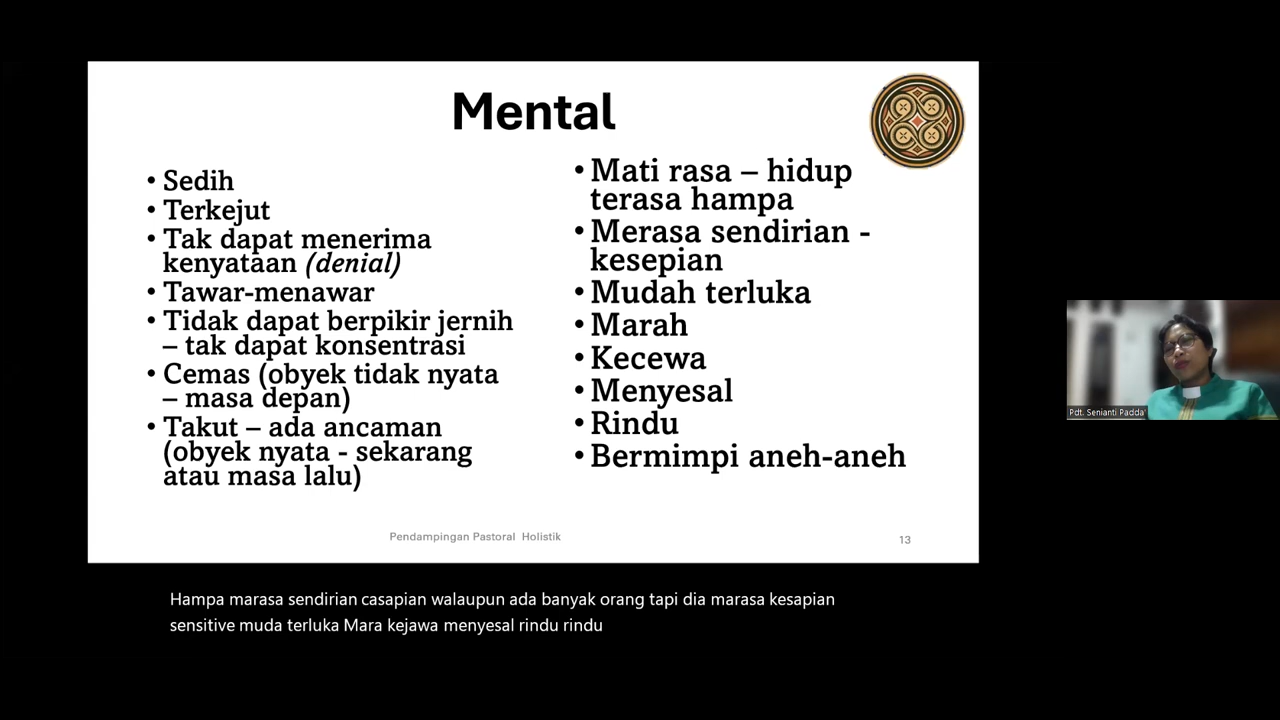 Mental
• Sedih
• Terkejut
• Tak dapat menerima
kenyataan (denial)
• Tawar-menawar
• Tidak dapat berpikir jernih
– tak dapat konsentrasi
• Cemas (obyek tidak nyata
– masa depan)
• Takut – ada ancaman
(obyek nyata - sekarang
atau masa lalu)
• Mati rasa – hidup
terasa hampa
• Merasa sendirian -
kesepian
• Mudah terluka
• Marah
• Kecewa
• Menyesal
• Rindu
• Bermimpi aneh-aneh
Pendampingan Pastoral Holistik
13
Pdt. Senianti Padda'
Hampa marasa sendirian casapian walaupun ada banyak orang tapi dia marasa kesapian
sensitive muda terluka Mara kejawa menyesal rindu rindu